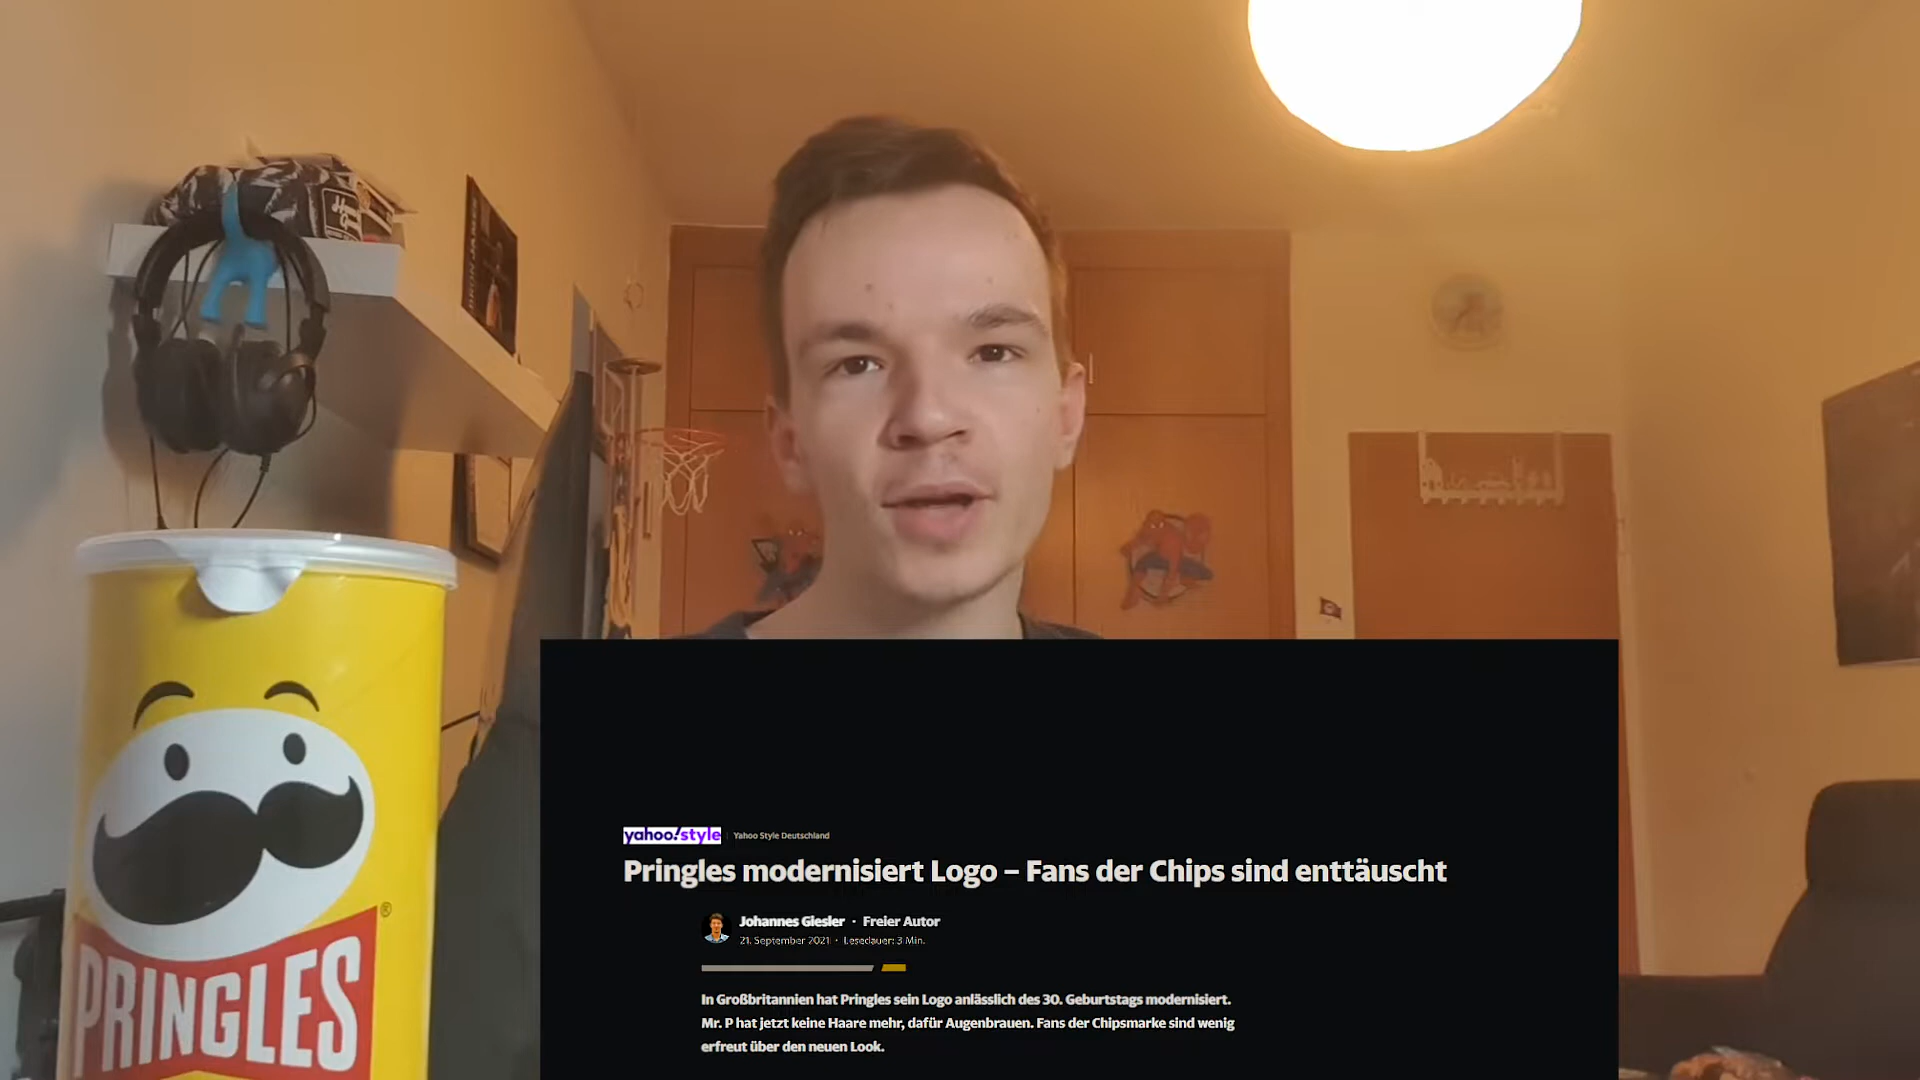 yahoo!style
Yahoo Style Deutschland
Pringles modernisiert Logo – Fans der Chips sind enttäuscht
Johannes Giesler · Freier Autor
21. September 2021 · Lesedauer: 3 Min.
In Großbritannien hat Pringles sein Logo anlässlich des 30. Geburtstags modernisiert.
Mr. P hat jetzt keine Haare mehr, dafür Augenbrauen. Fans der Chipsmarke sind wenig
erfreut über den neuen Look.
®
PRINGLES